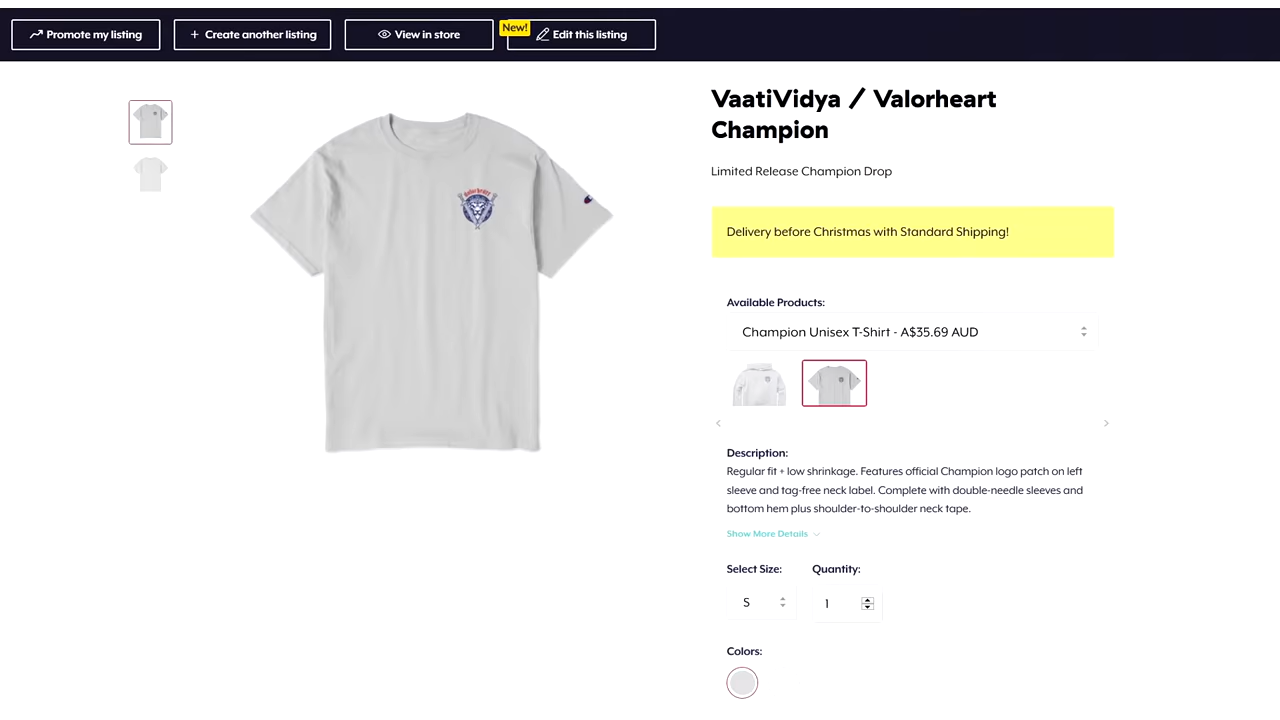 Promote my listing
Create another listing
View in store
New!
Edit this listing
VaatiVidya / Valorheart
Champion
Limited Release Champion Drop
Delivery before Christmas with Standard Shipping!
Available Products:
Champion Unisex T-Shirt - A$35.69 AUD
Description:
Regular fit + low shrinkage. Features official Champion logo patch on left
sleeve and tag-free neck label. Complete with double-needle sleeves and
bottom hem plus shoulder-to-shoulder neck tape.
Show More Details
Select Size:
Quantity:
S
1
Colors: